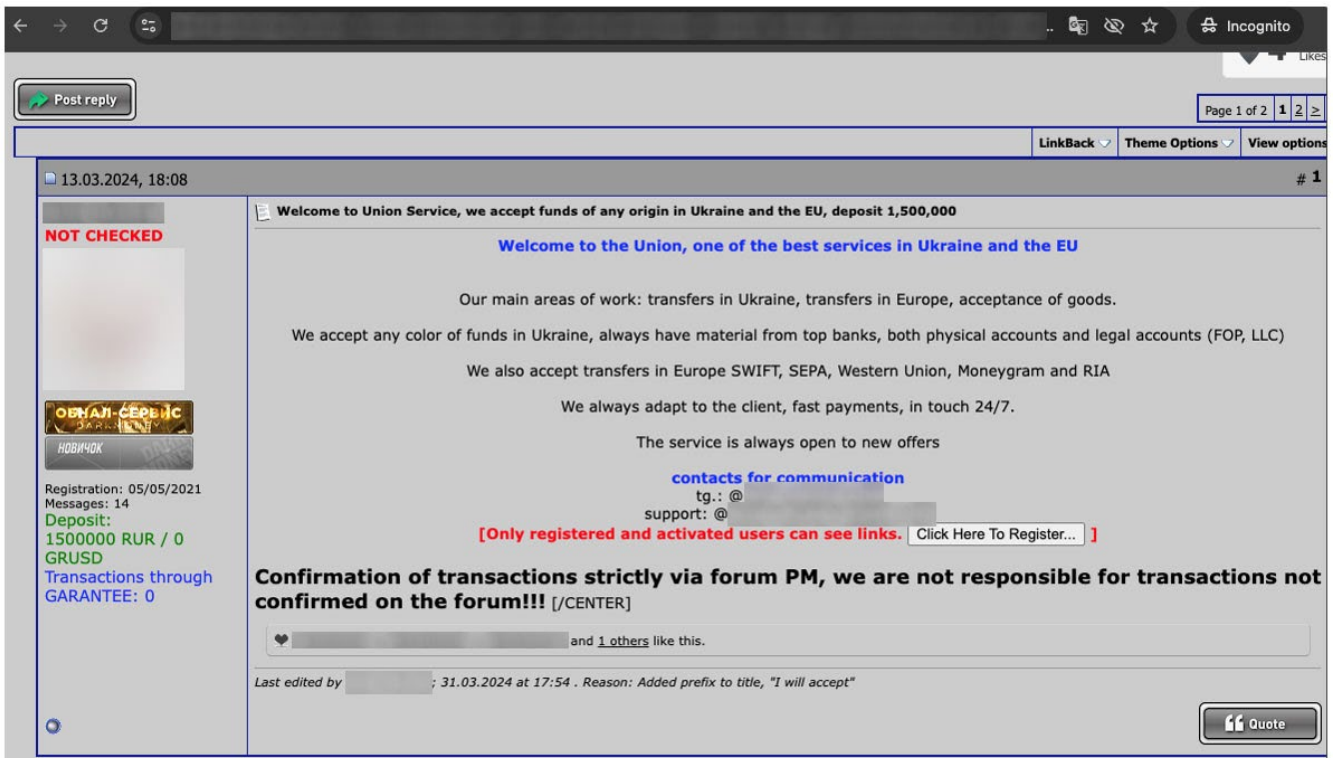 Incognito
4
Likes
Post reply
Page 1 of 2 1 2 >
LinkBack Theme Options View options
13.03.2024, 18:08 # 1
NOT CHECKED
ОБНАЛ-СЕРВИС
DARKMONEY
НОВИЧОК
Registration: 05/05/2021
Messages: 14
Deposit:
1500000 RUR / 0
GRUSD
Transactions through
GARANTEE: 0
Welcome to Union Service, we accept funds of any origin in Ukraine and the EU, deposit 1,500,000
Welcome to the Union, one of the best services in Ukraine and the EU
Our main areas of work: transfers in Ukraine, transfers in Europe, acceptance of goods.
We accept any color of funds in Ukraine, always have material from top banks, both physical accounts and legal accounts (FOP, LLC)
We also accept transfers in Europe SWIFT, SEPA, Western Union, Moneygram and RIA
We always adapt to the client, fast payments, in touch 24/7.
The service is always open to new offers
contacts for communication
tg.: @
support: @
[Only registered and activated users can see links. Click Here To Register... ]
Confirmation of transactions strictly via forum PM, we are not responsible for transactions not
confirmed on the forum!!! [/CENTER]
and 1 others like this.
Last edited by ; 31.03.2024 at 17:54 . Reason: Added prefix to title, "I will accept"
Quote